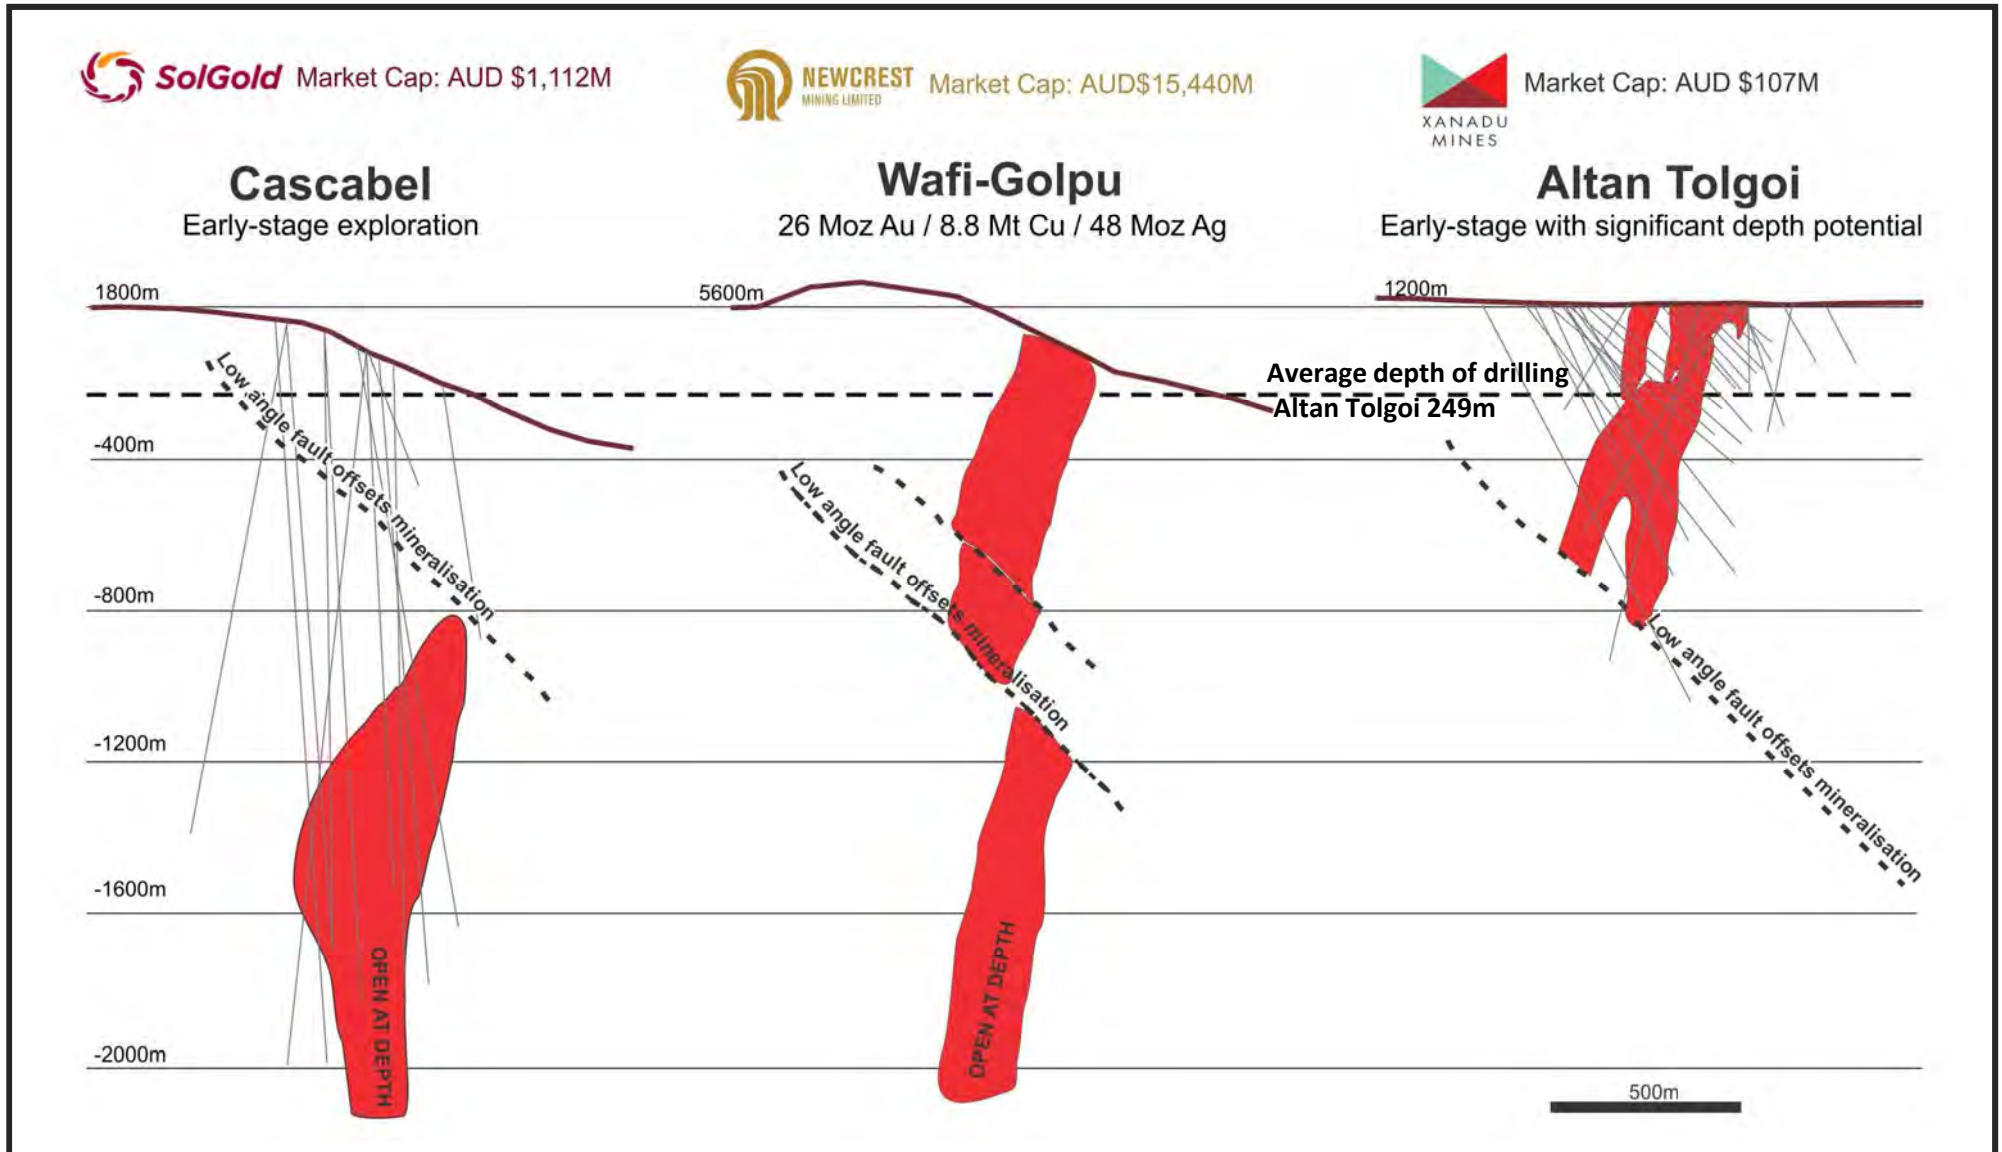 SolGold Market Cap: AUD $1,112M
NEWCREST
MINING LIMITED
Market Cap: AUD$15,440M
XANADU
MINES
Market Cap: AUD $107M
Cascabel
Early-stage exploration
Wafi-Golpu
26 Moz Au / 8.8 Mt Cu / 48 Moz Ag
Altan Tolgoi
Early-stage with significant depth potential
1800m
5600m
1200m
Average depth of drilling
Altan Tolgoi 249m
-400m
-800m
-1200m
-1600m
-2000m
Low angle fault offsets mineralisation
OPEN AT DEPTH
Low angle fault offsets mineralisation
OPEN AT DEPTH
Low angle fault offsets mineralisation
500m